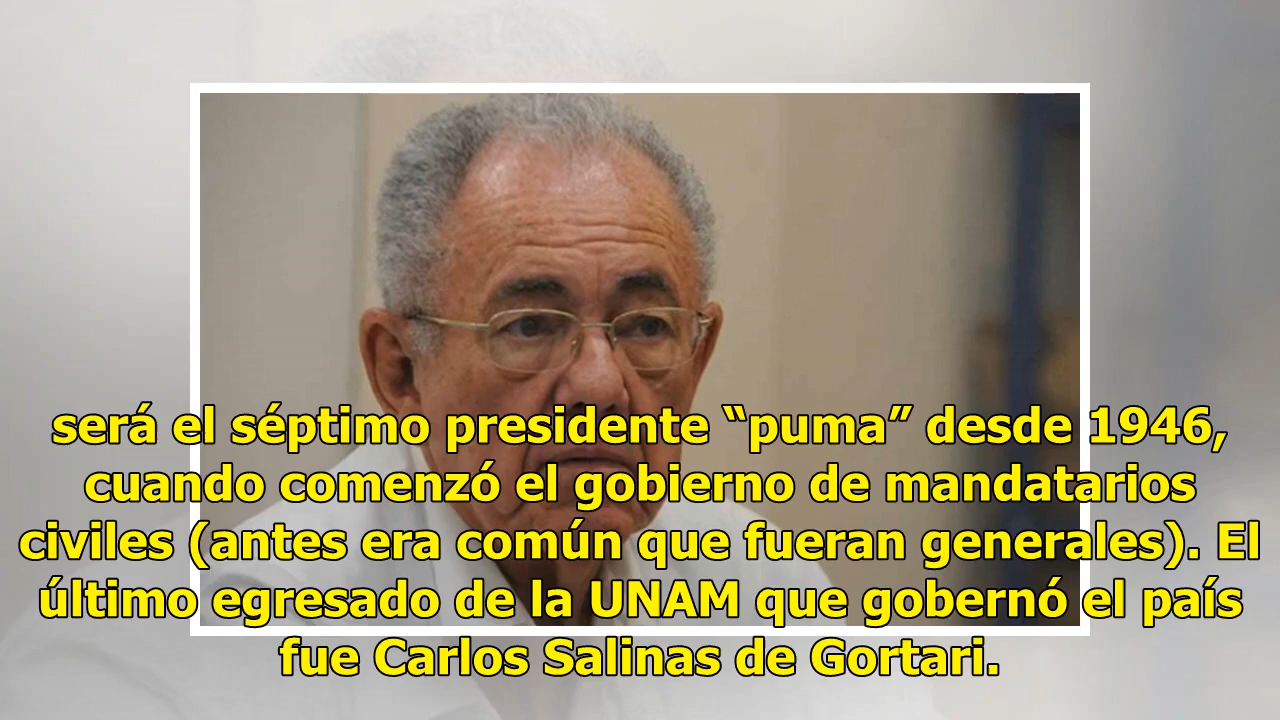 será el séptimo presidente “puma” desde 1946,
cuando comenzó el gobierno de mandatarios
civiles (antes era común que fueran generales). El
último egresado de la UNAM que gobernó el país
fue Carlos Salinas de Gortari.